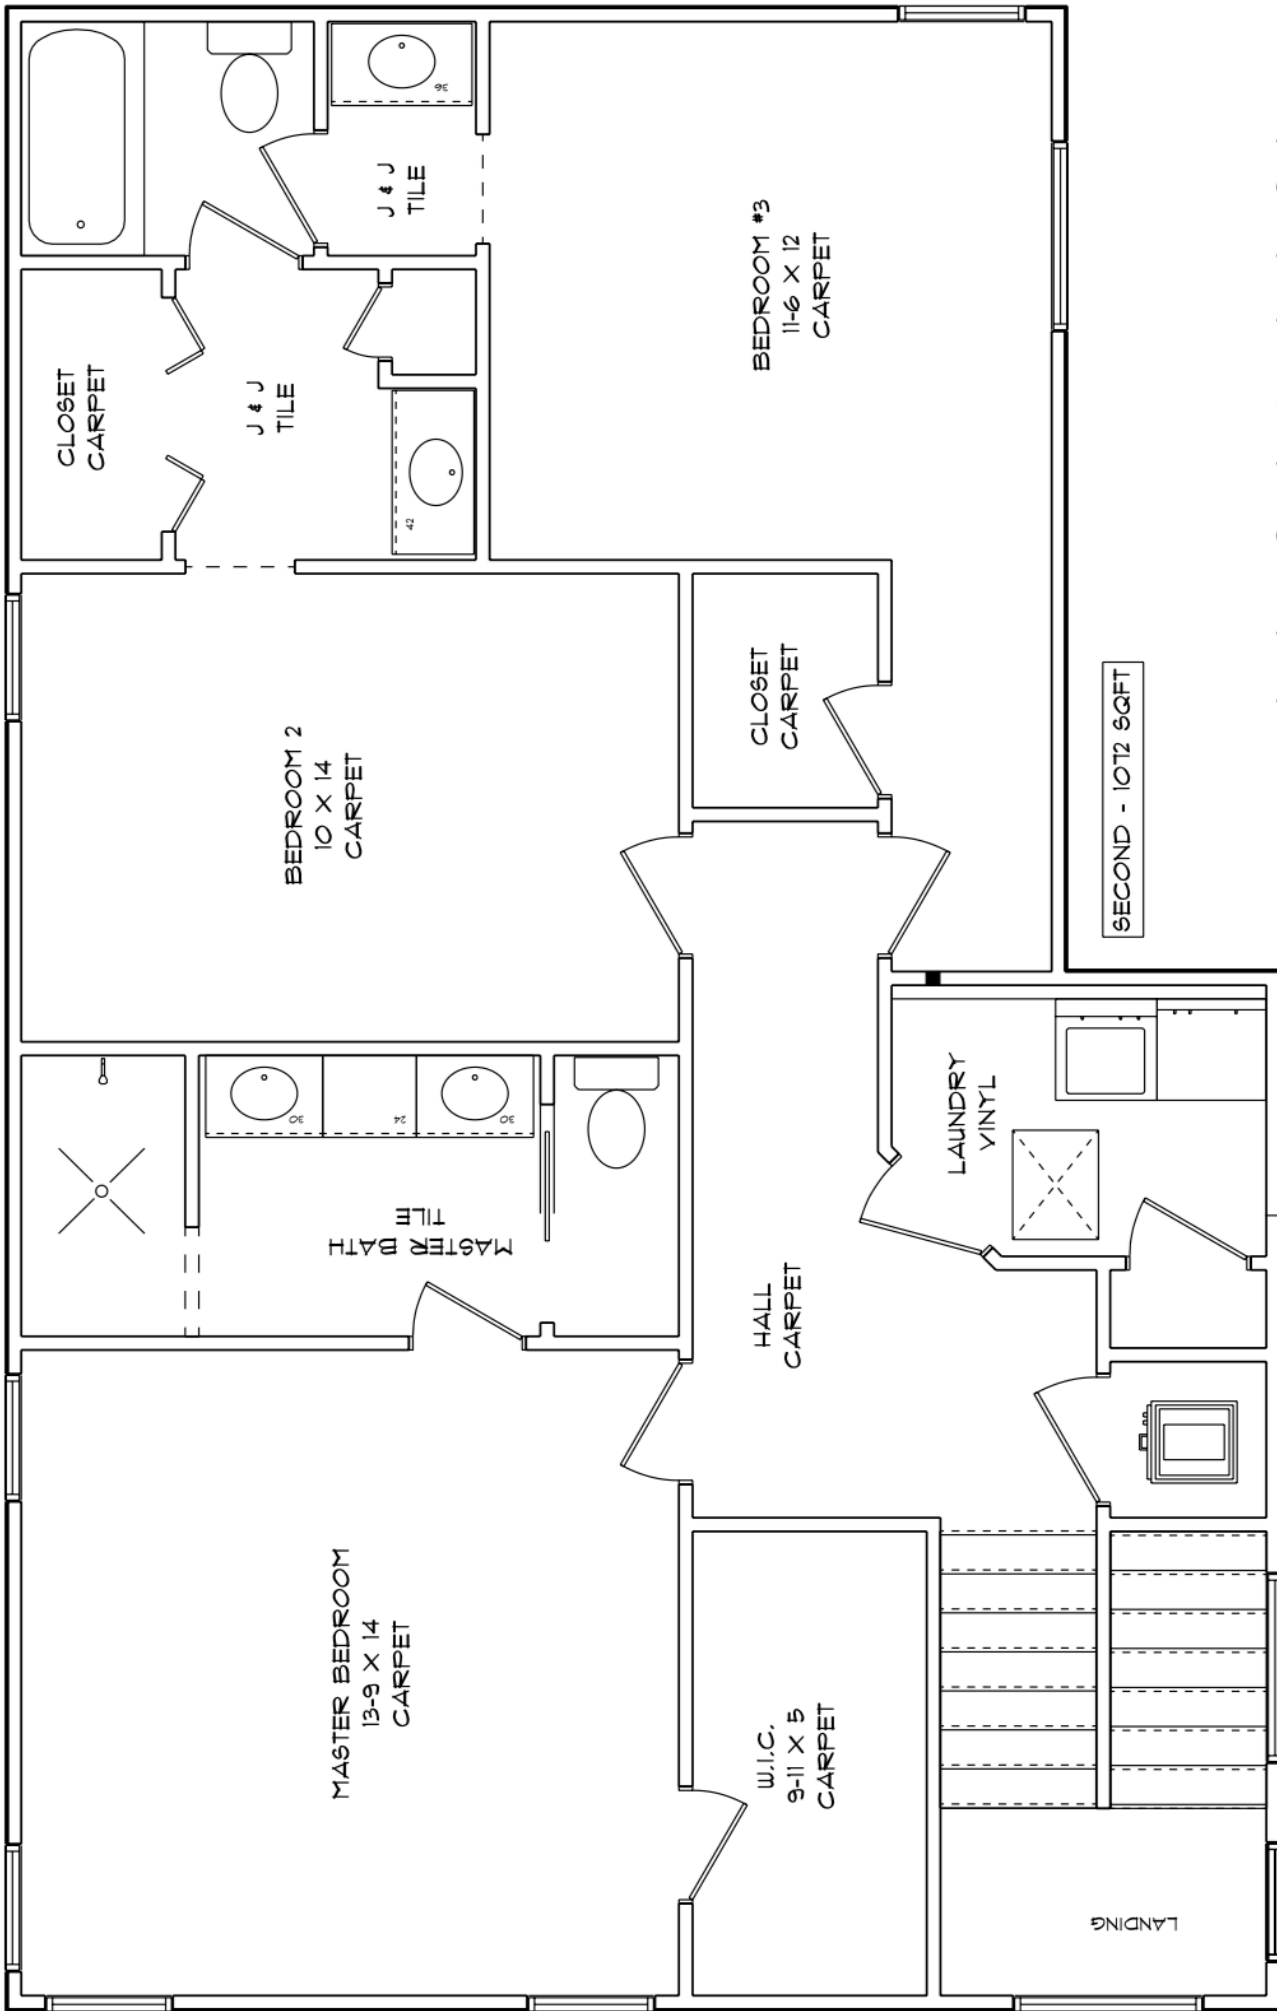 36
J & J
TILE
BEDROOM #3
11-6 X 12
CARPET
CLOSET
CARPET
J & J
TILE
42
BEDROOM 2
10 X 14
CARPET
CLOSET
CARPET
SECOND - 1072 SQFT
30
24
30
MASTER BATH
TILE
LAUNDRY
VINYL
HALL
CARPET
MASTER BEDROOM
13-9 X 14
CARPET
W.I.C.
9-11 X 5
CARPET
LANDING